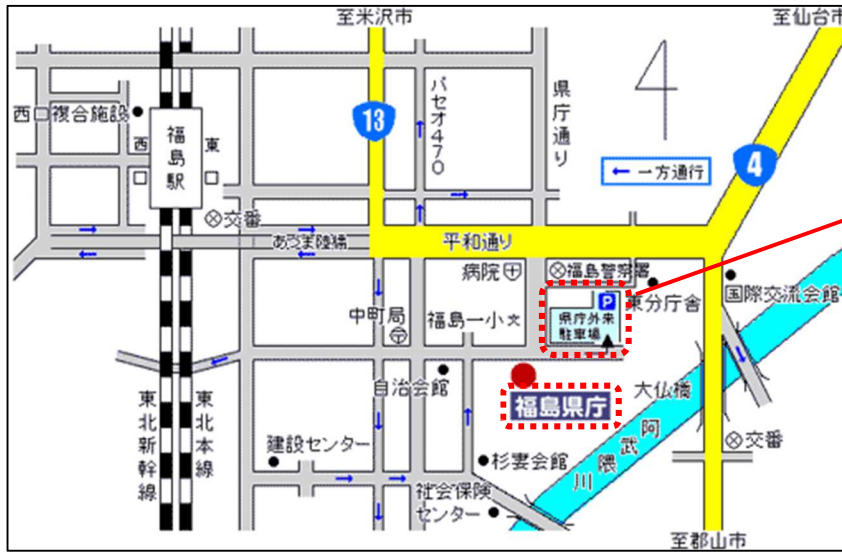 至米沢市
至仙台市
13
4
パセオ470
県庁通り
西口
複合施設
福島駅
西口
東口
← 一方通行
交番
あづま陸橋
平和通り
病院
福島警察署
P
県庁外来
駐車場
東分庁舎
国際交流会館
中町局
福島一小
文
自治会館
福島県庁
大仏橋
阿武隈川
交番
東北新幹線
東北本線
建設センター
杉妻会館
社会保険
センター
至郡山市